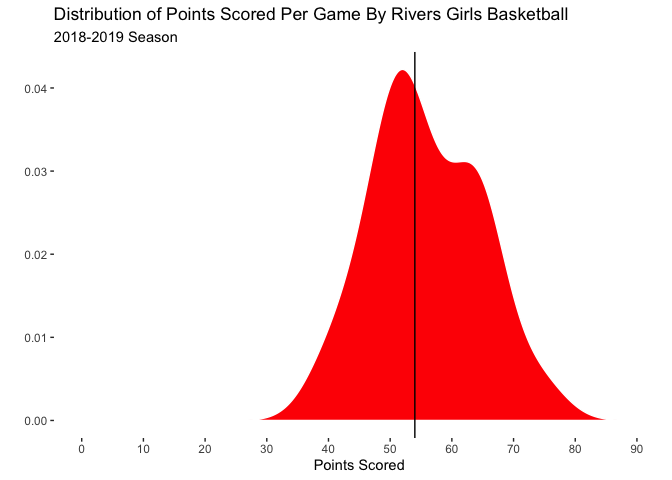 Distribution of Points Scored Per Game By Rivers Girls Basketball
2018-2019 Season
0.04
0.03
0.02
0.01
0.00
0 10 20 30 40 50 60 70 80 90
Points Scored